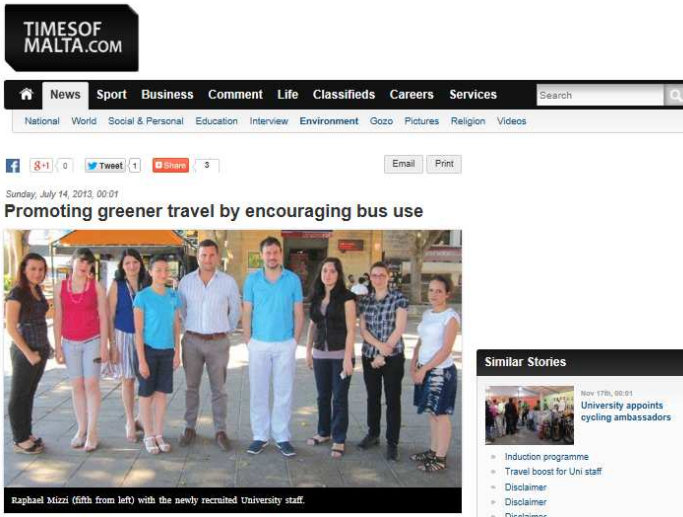 TIMESOF
MALTA.COM
News Sport Business Comment Life Classifieds Careers Services Search
National World Social & Personal Education Interview Environment Gozo Pictures Religion Videos
g+1 0 Tweet 1 Share 3 Email Print
Sunday, July 14, 2013, 00:01
Promoting greener travel by encouraging bus use
Raphael Mizzi (fifth from left) with the newly recruited University staff.
Similar Stories
Nov 17th, 00:01
University appoints
cycling ambassadors
Induction programme
Travel boost for Uni staff
Disclaimer
Disclaimer
Disclaimer